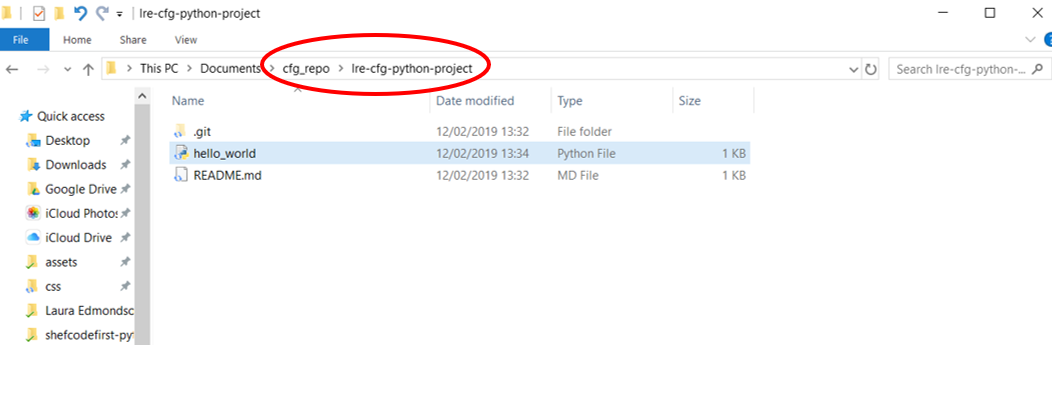 lre-cfg-python-project
File Home Share View
This PC Documents cfg_repo lre-cfg-python-project Search lre-cfg-python-...
Name Date modified Type Size
Quick access
Desktop
Downloads
Google Drive
iCloud Photos
iCloud Drive
assets
css
Laura Edmondsc
shefcodefirst-pyt
.git 12/02/2019 13:32 File folder
hello_world 12/02/2019 13:34 Python File 1 KB
README.md 12/02/2019 13:32 MD File 1 KB